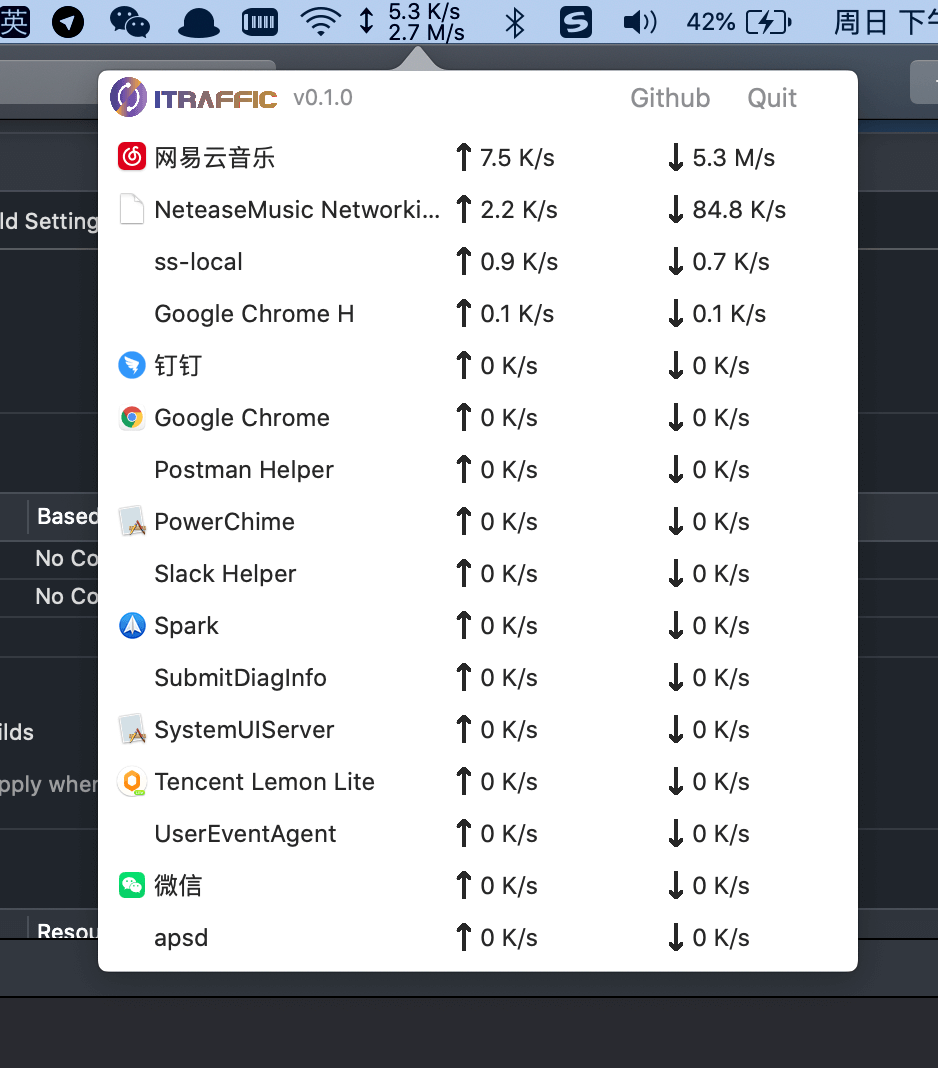 英 5.3 K/s 42% 周日 下午
2.7 M/s
ITRAFFIC v0.1.0 Github Quit
网易云音乐 ↑ 7.5 K/s ↓ 5.3 M/s
NeteaseMusic Networki... ↑ 2.2 K/s ↓ 84.8 K/s
ld Setting
ss-local ↑ 0.9 K/s ↓ 0.7 K/s
Google Chrome H ↑ 0.1 K/s ↓ 0.1 K/s
钉钉 ↑ 0 K/s ↓ 0 K/s
Google Chrome ↑ 0 K/s ↓ 0 K/s
Postman Helper ↑ 0 K/s ↓ 0 K/s
Based
PowerChime ↑ 0 K/s ↓ 0 K/s
No Co
Slack Helper ↑ 0 K/s ↓ 0 K/s
No Co
Spark ↑ 0 K/s ↓ 0 K/s
SubmitDiagInfo ↑ 0 K/s ↓ 0 K/s
ilds
SystemUIServer ↑ 0 K/s ↓ 0 K/s
pply when
Tencent Lemon Lite ↑ 0 K/s ↓ 0 K/s
UserEventAgent ↑ 0 K/s ↓ 0 K/s
微信 ↑ 0 K/s ↓ 0 K/s
Resou
apsd ↑ 0 K/s ↓ 0 K/s